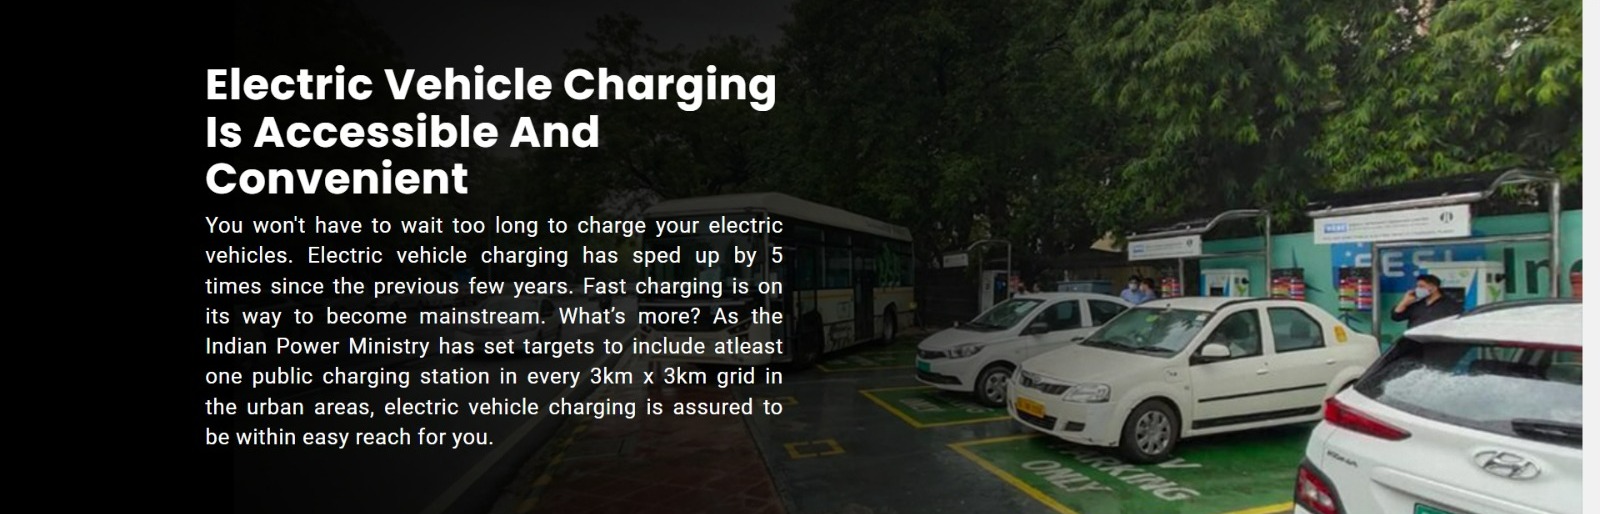 Electric Vehicle Charging
Is Accessible And
Convenient
You won't have to wait too long to charge your electric
vehicles. Electric vehicle charging has sped up by 5
times since the previous few years. Fast charging is on
its way to become mainstream. What’s more? As the
Indian Power Ministry has set targets to include atleast
one public charging station in every 3km x 3km grid in
the urban areas, electric vehicle charging is assured to
be within easy reach for you.
EESL
PARKING
ONLY